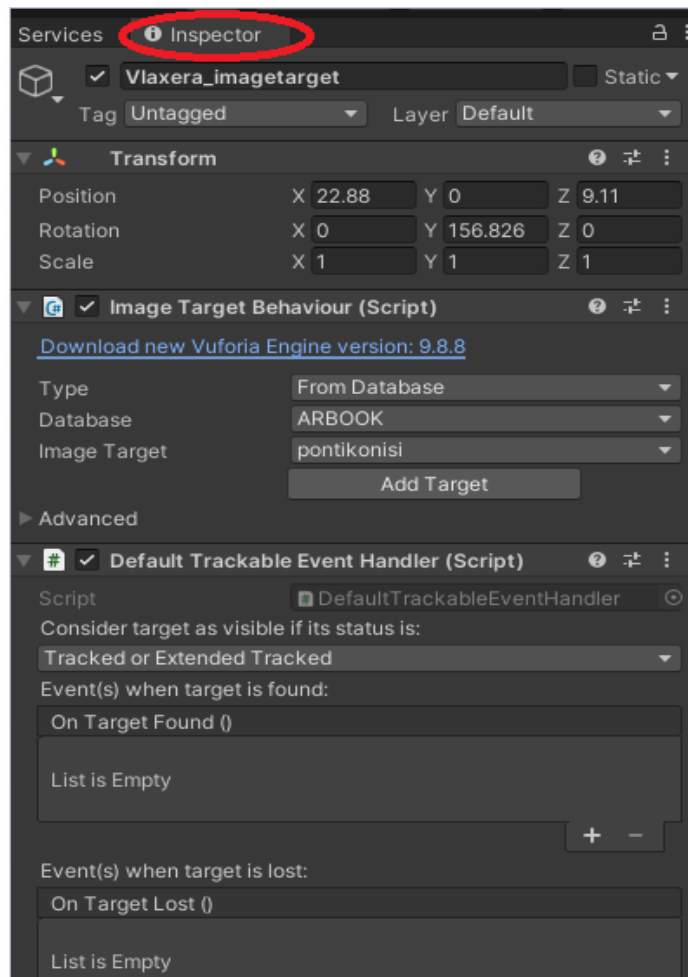 Services Inspector
Vlaxera_imagetarget Static
Tag Untagged Layer Default
Transform
Position X 22.88 Y 0 Z 9.11
Rotation X 0 Y 156.826 Z 0
Scale X 1 Y 1 Z 1
Image Target Behaviour (Script)
Download new Vuforia Engine version: 9.8.8
Type From Database
Database ARBOOK
Image Target pontikonisi
Add Target
Advanced
# Default Trackable Event Handler (Script)
Script # DefaultTrackableEventHandler
Consider target as visible if its status is:
Tracked or Extended Tracked
Event(s) when target is found:
On Target Found ()
List is Empty
+ −
Event(s) when target is lost:
On Target Lost ()
List is Empty